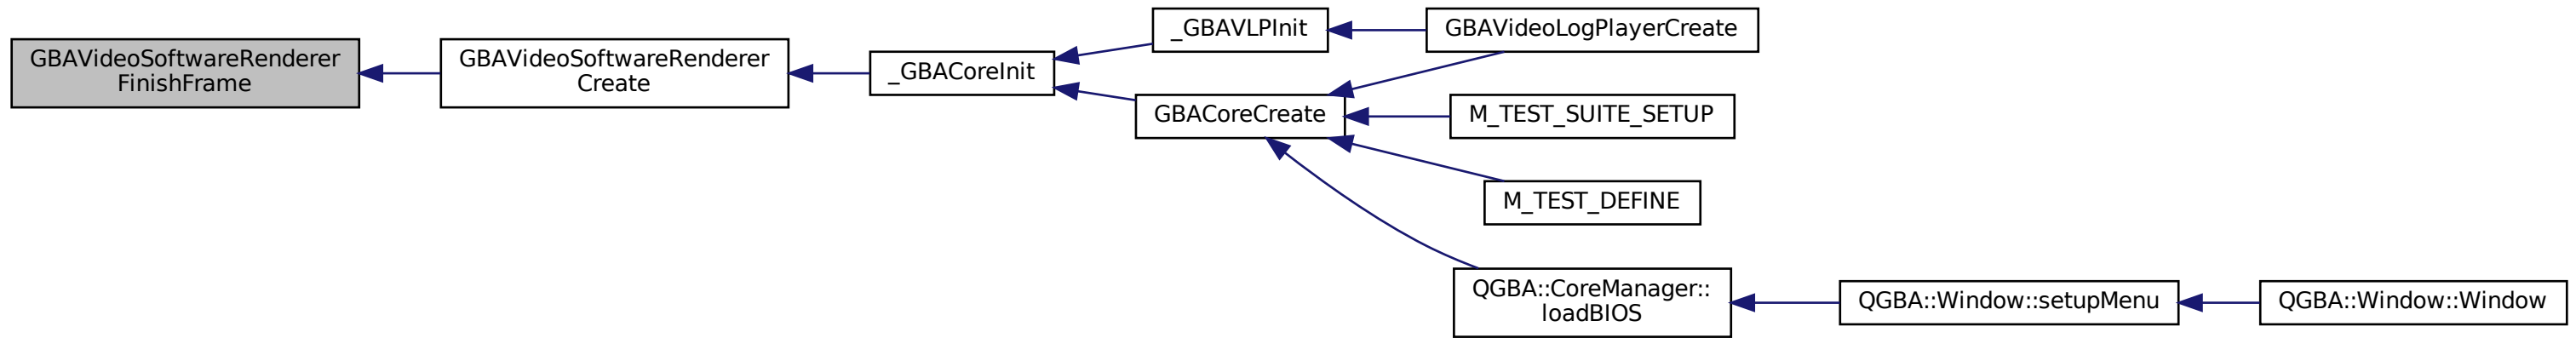 GBAVideoSoftwareRenderer
FinishFrame
GBAVideoSoftwareRenderer
Create
_GBACoreInit
_GBAVLPInit
GBAVideoLogPlayerCreate
GBACoreCreate
M_TEST_SUITE_SETUP
M_TEST_DEFINE
QGBA::CoreManager::
loadBIOS
QGBA::Window::setupMenu
QGBA::Window::Window